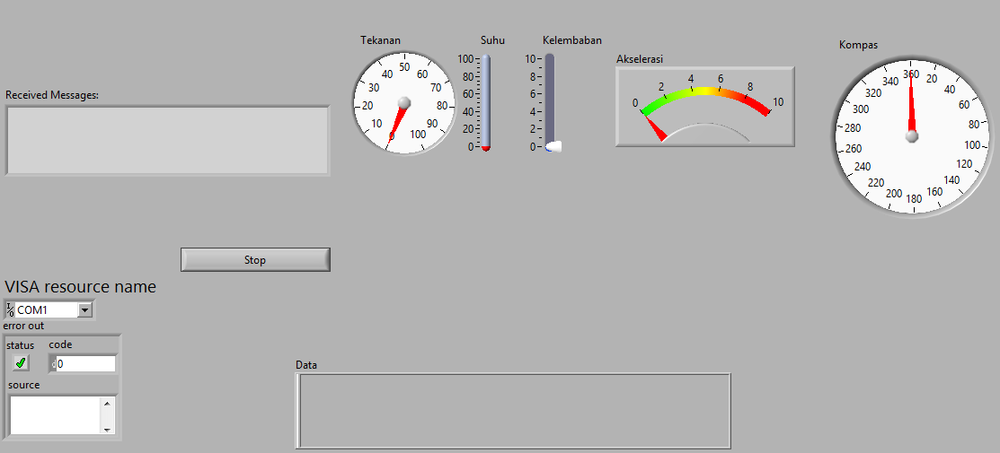 Received Messages:
Stop
VISA resource name
I/O COM1
error out
status code
0
source
Tekanan
0 10 20 30 40 50 60 70 80 90 100
Suhu
100
80
60
40
20
0
Kelembaban
10
8
6
4
2
0
Akselerasi
0 2 4 6 8 10
Kompas
360 20 40 60 80 100 120 140 160 180 200 220 240 260 280 300 320 340
Data